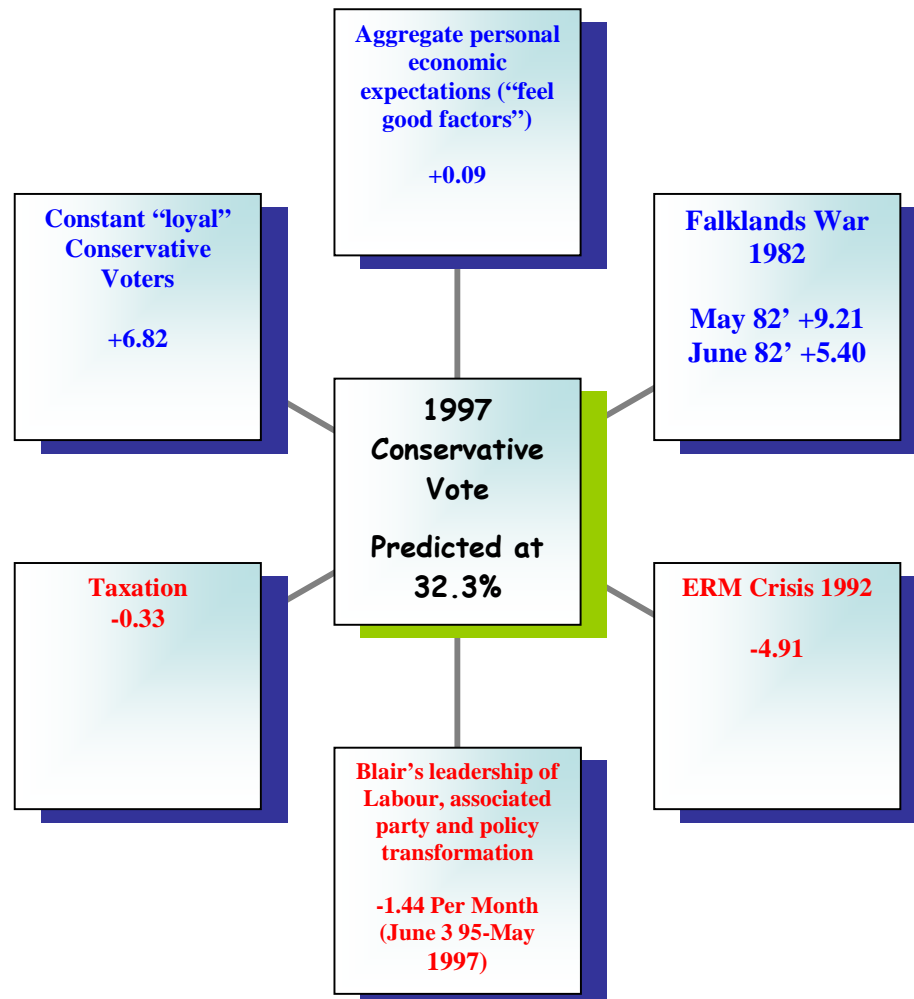 Aggregate personal
economic
expectations (“feel
good factors”)
+0.09
Constant “loyal”
Conservative
Voters
+6.82
Falklands War
1982
May 82’ +9.21
June 82’ +5.40
1997
Conservative
Vote
Predicted at
32.3%
Taxation
-0.33
ERM Crisis 1992
-4.91
Blair’s leadership of
Labour, associated
party and policy
transformation
-1.44 Per Month
(June 3 95-May
1997)